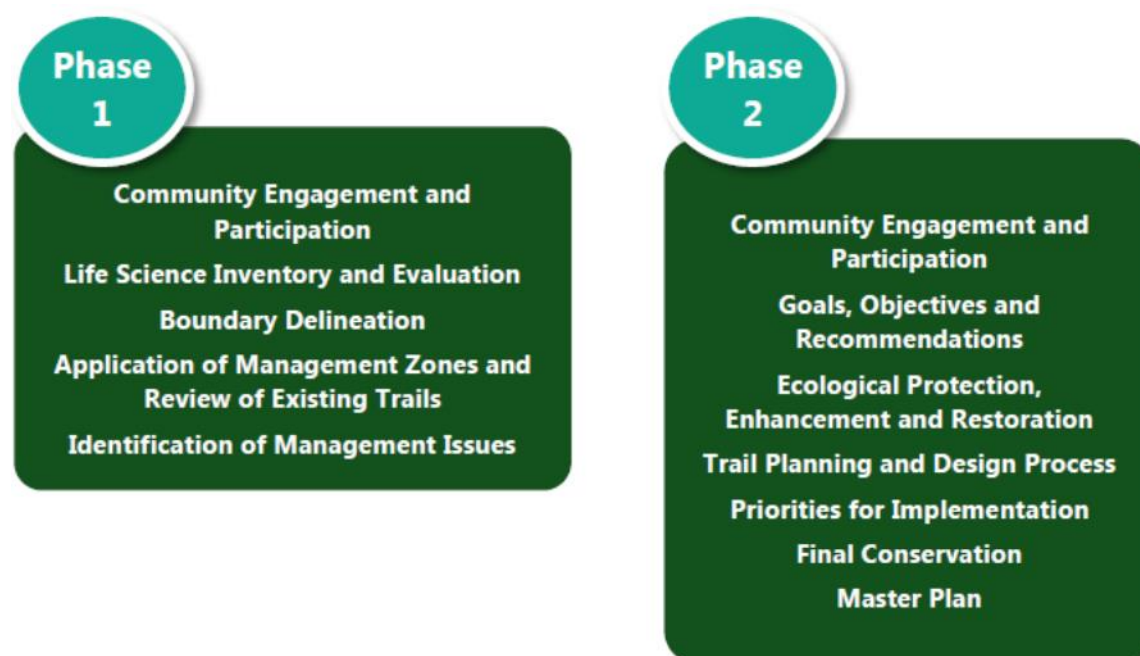 Phase
1
Community Engagement and
Participation
Life Science Inventory and Evaluation
Boundary Delineation
Application of Management Zones and
Review of Existing Trails
Identification of Management Issues
Phase
2
Community Engagement and
Participation
Goals, Objectives and
Recommendations
Ecological Protection,
Enhancement and Restoration
Trail Planning and Design Process
Priorities for Implementation
Final Conservation
Master Plan